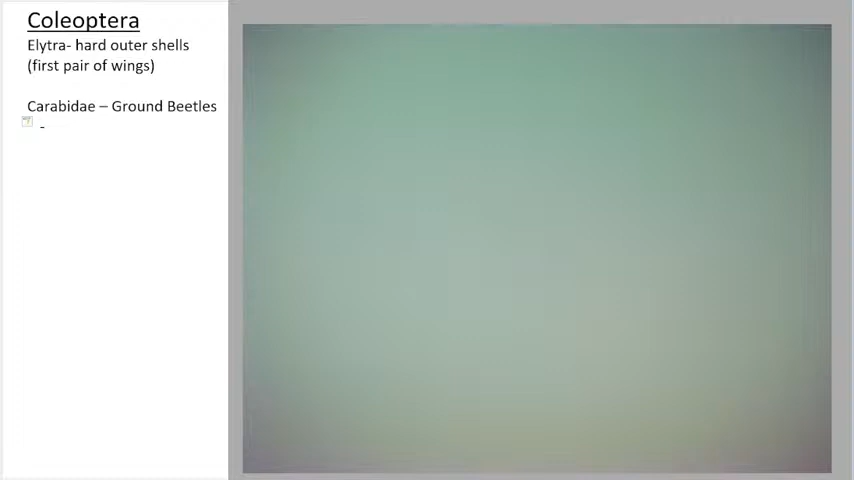 Coleoptera
Elytra- hard outer shells
(first pair of wings)
Carabidae – Ground Beetles
-